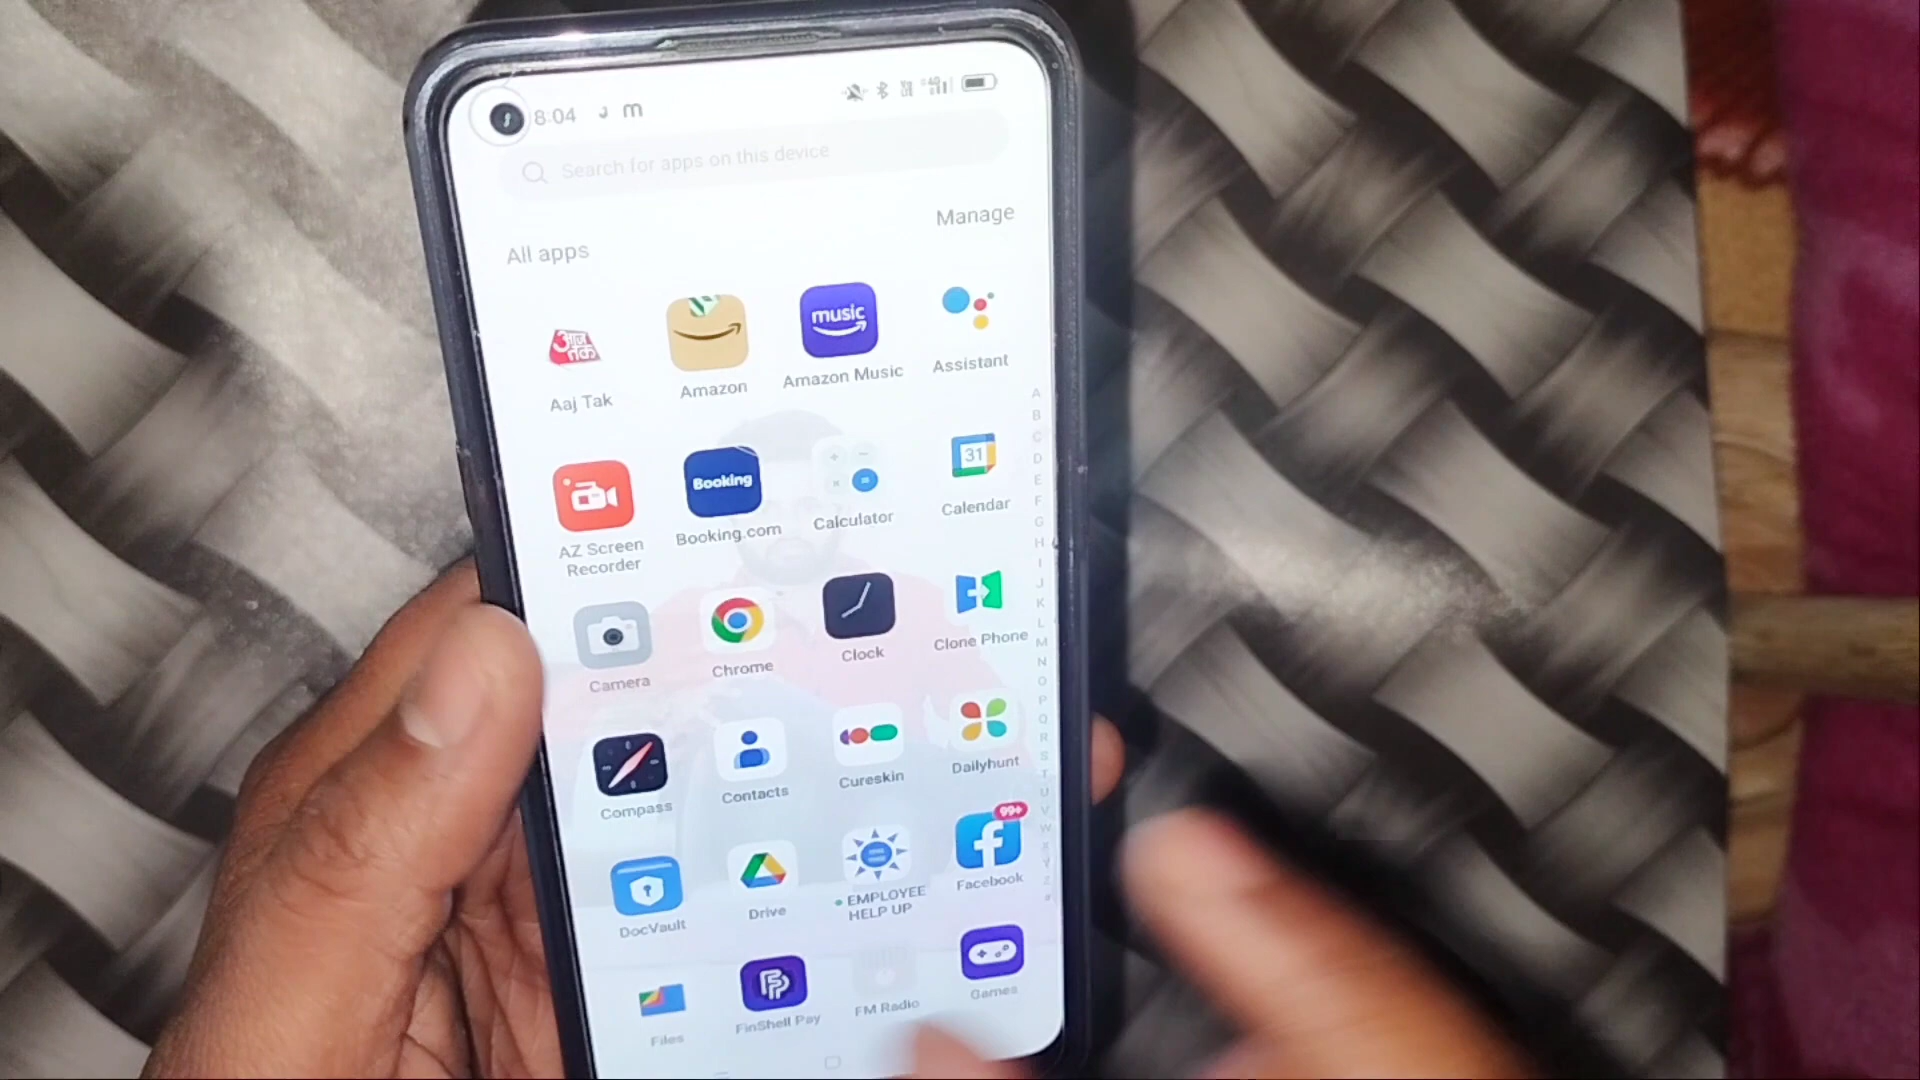 8:04 m
Search for apps on this device
Manage
All apps
आज तक
music
Aaj Tak
Amazon
Amazon Music
Assistant
Booking
31
AZ Screen
Recorder
Booking.com
Calculator
Calendar
Camera
Chrome
Clock
Clone Phone
Compass
Contacts
Cureskin
Dailyhunt
99+
DocVault
Drive
EMPLOYEE
HELP UP
Facebook
Files
FinShell Pay
FM Radio
Games
A
B
C
D
E
F
G
H
I
J
K
L
M
N
O
P
Q
R
S
T
U
V
W
X
Y
Z
#